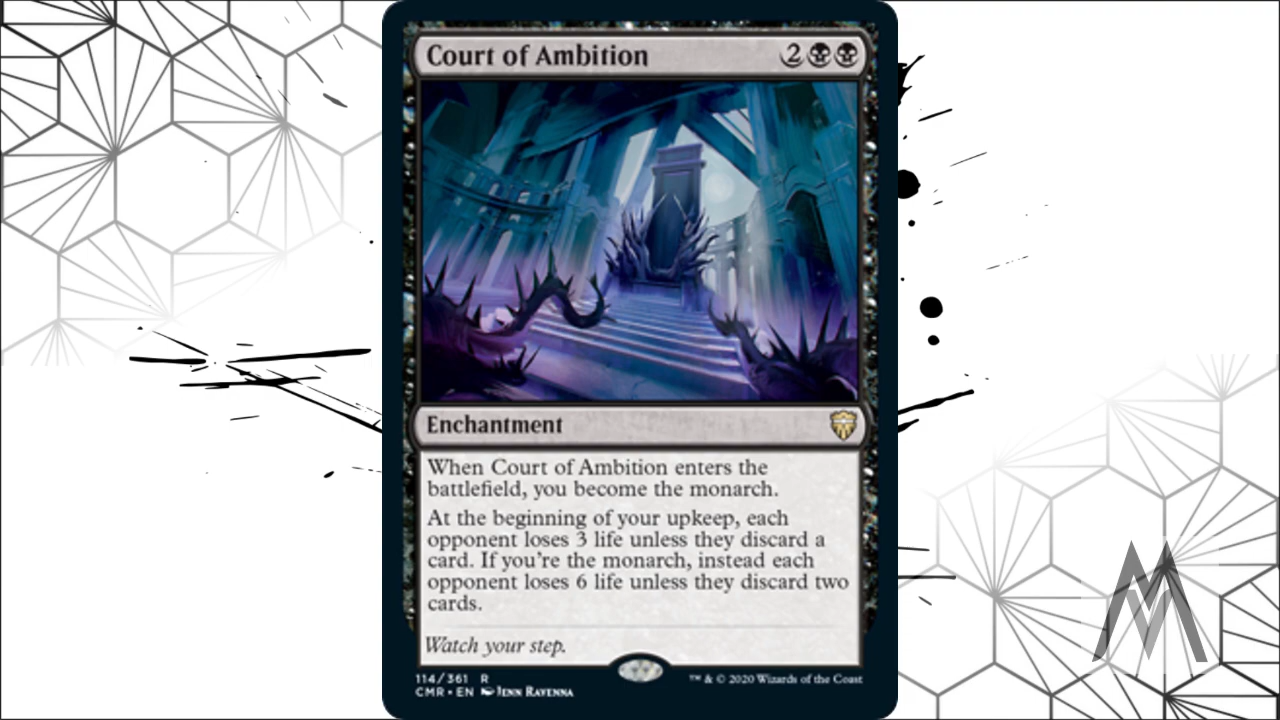 Court of Ambition 2
Enchantment
When Court of Ambition enters the
battlefield, you become the monarch.
At the beginning of your upkeep, each
opponent loses 3 life unless they discard a
card. If you're the monarch, instead each
opponent loses 6 life unless they discard two
cards.
Watch your step.
114/361 R
CMR • EN Jenn Ravenna
™ & © 2020 Wizards of the Coast